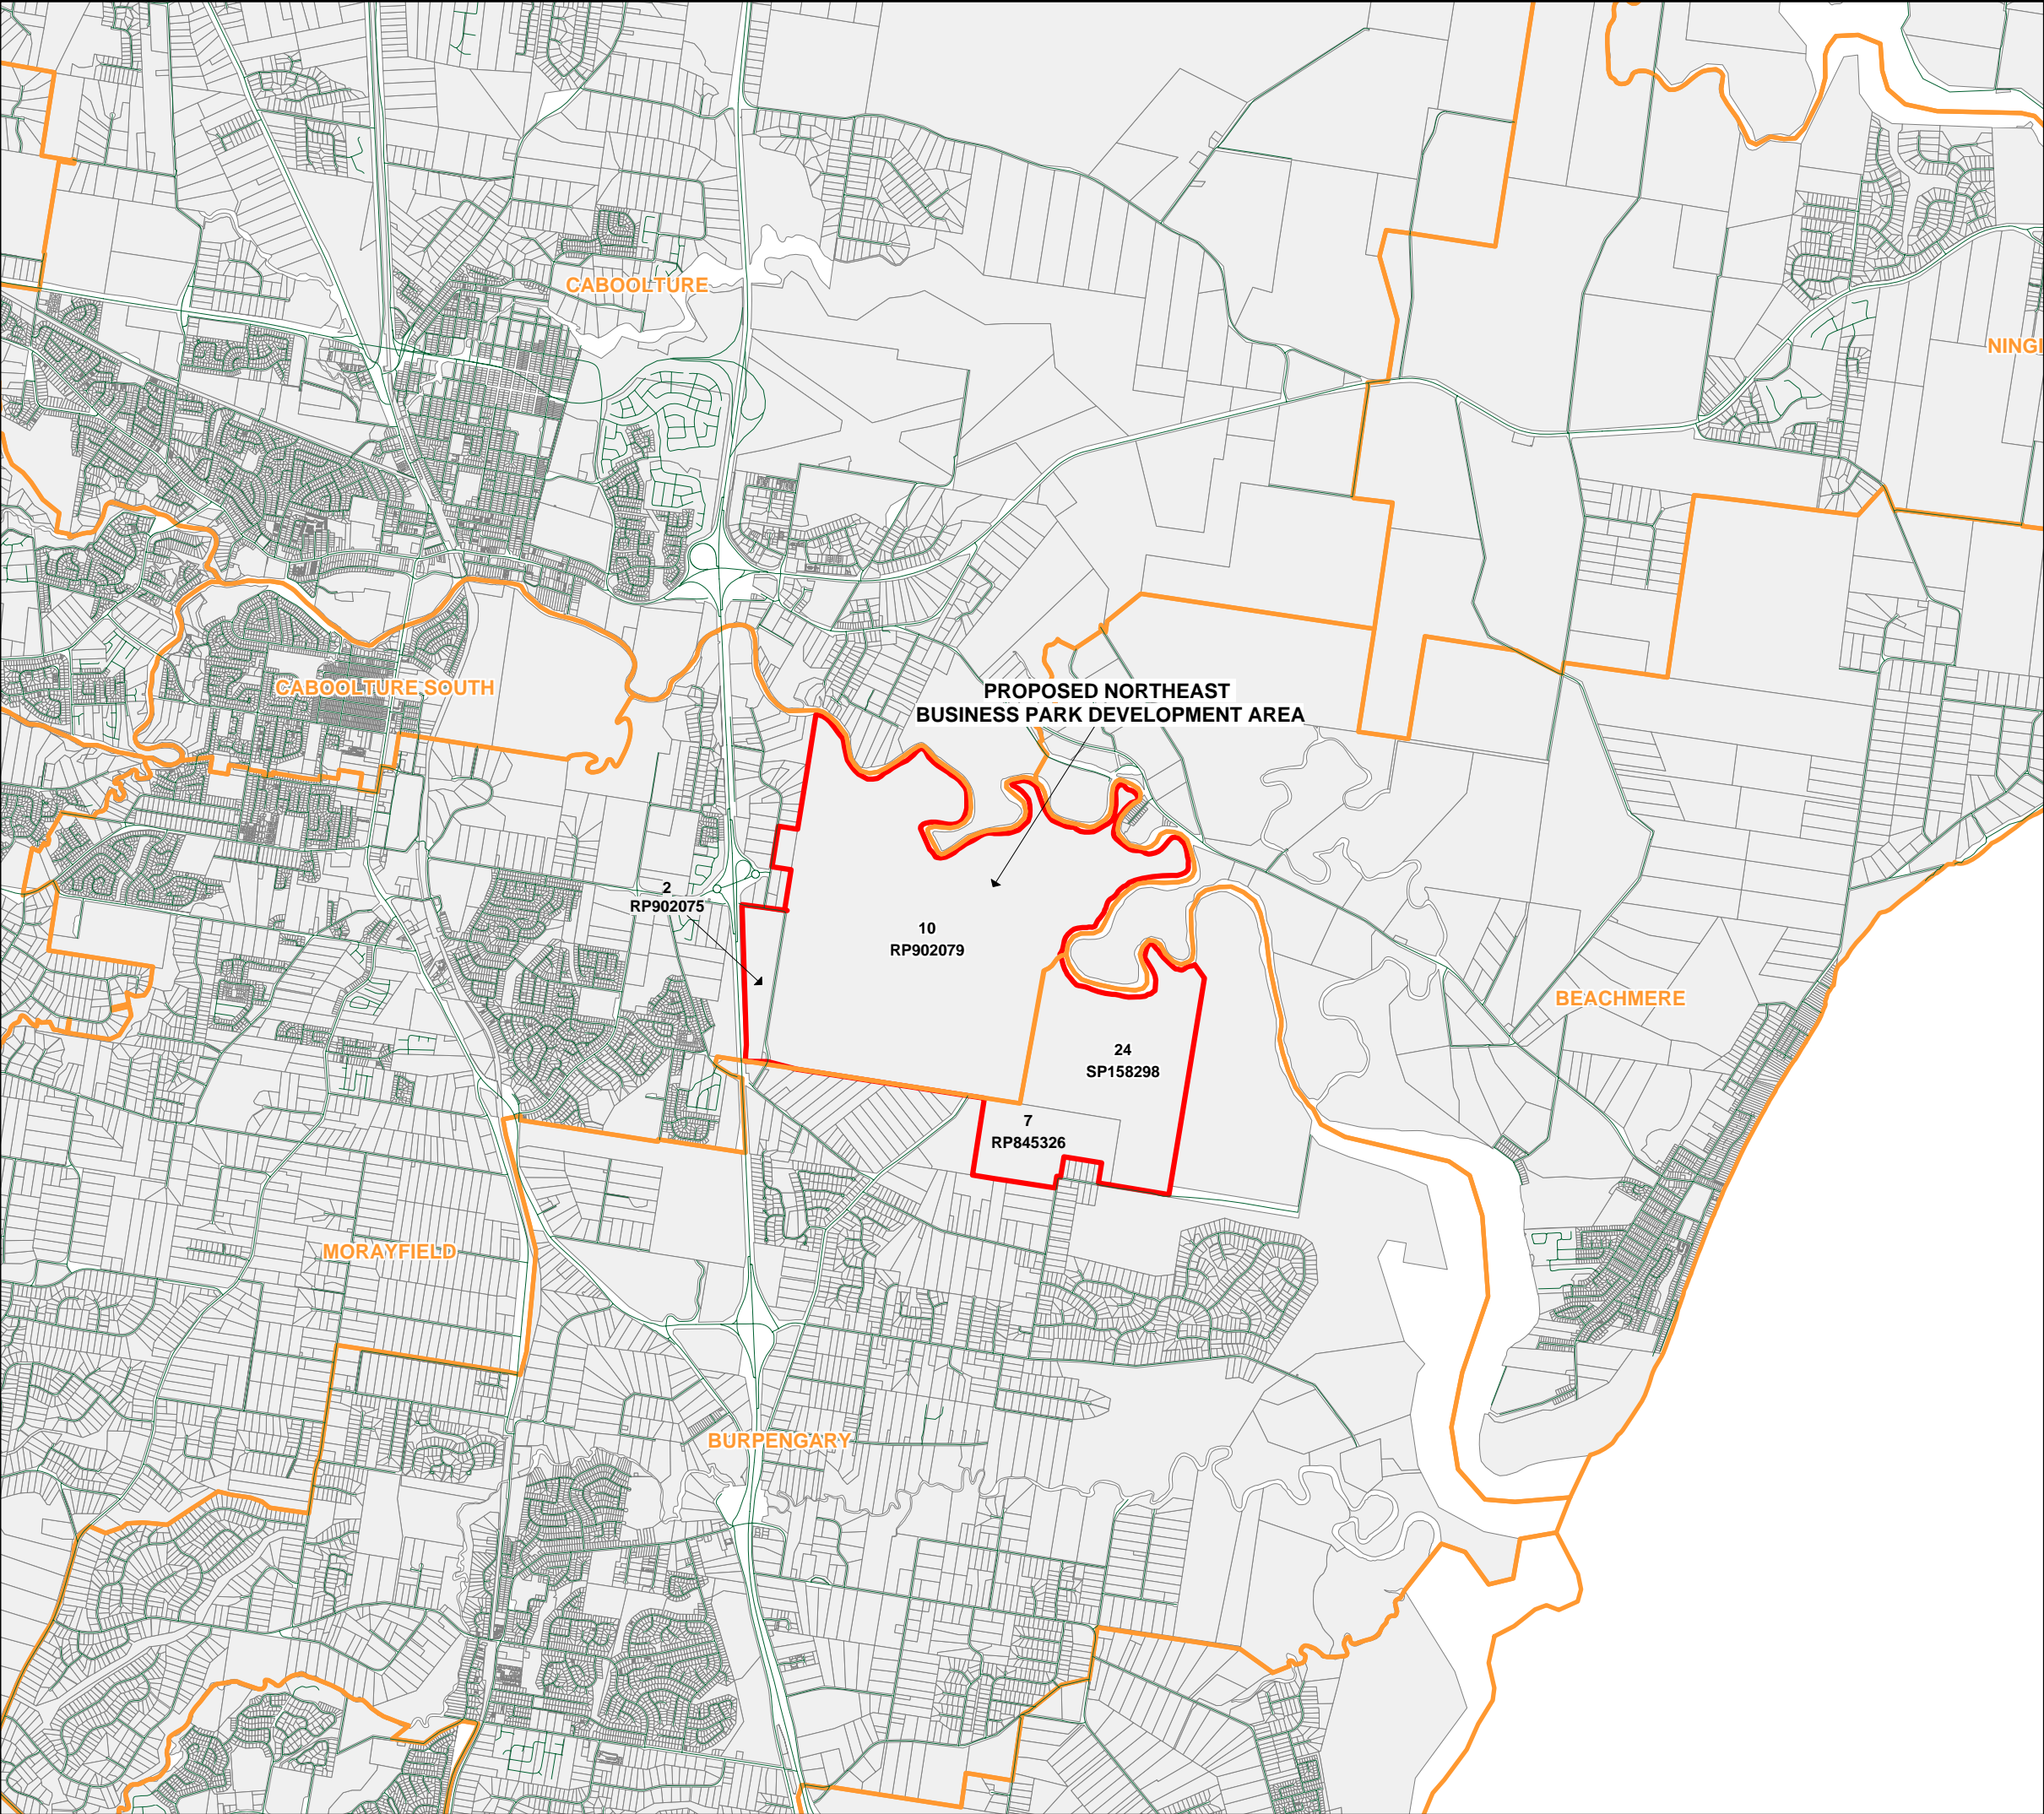 CABOOLTURE
NINGI
CABOOLTURE SOUTH
PROPOSED NORTHEAST
BUSINESS PARK DEVELOPMENT AREA
2
RP902075
10
RP902079
BEACHMERE
24
SP158298
7
RP845326
MORAYFIELD
BURPENGARY